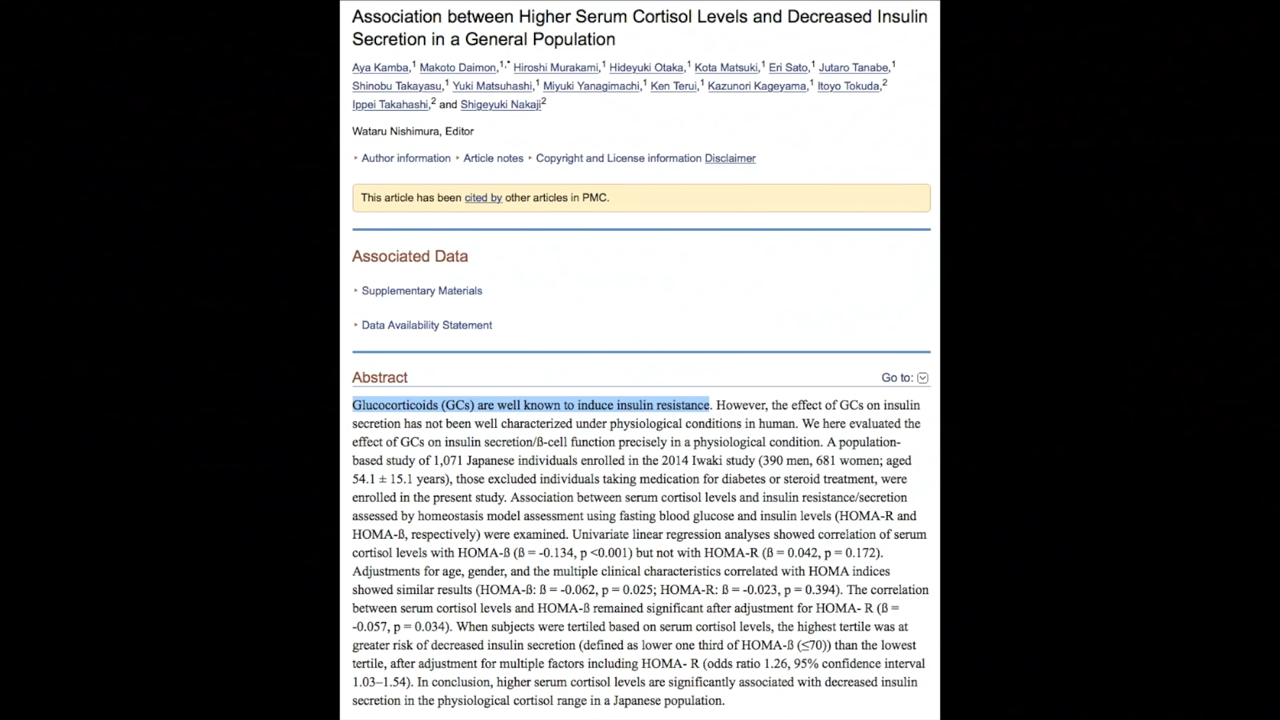 Association between Higher Serum Cortisol Levels and Decreased Insulin
Secretion in a General Population
Aya Kamba,1 Makoto Daimon,1,* Hiroshi Murakami,1 Hideyuki Otaka,1 Kota Matsuki,1 Eri Sato,1 Jutaro Tanabe,1
Shinobu Takayasu,1 Yuki Matsuhashi,1 Miyuki Yanagimachi,1 Ken Terui,1 Kazunori Kageyama,1 Itoyo Tokuda,2
Ippei Takahashi,2 and Shigeyuki Nakaji2
Wataru Nishimura, Editor
▸ Author information ▸ Article notes ▸ Copyright and License information Disclaimer
This article has been cited by other articles in PMC.
Associated Data
▸ Supplementary Materials
▸ Data Availability Statement
Abstract Go to:
Glucocorticoids (GCs) are well known to induce insulin resistance. However, the effect of GCs on insulin
secretion has not been well characterized under physiological conditions in human. We here evaluated the
effect of GCs on insulin secretion/ß-cell function precisely in a physiological condition. A population-
based study of 1,071 Japanese individuals enrolled in the 2014 Iwaki study (390 men, 681 women; aged
54.1 ± 15.1 years), those excluded individuals taking medication for diabetes or steroid treatment, were
enrolled in the present study. Association between serum cortisol levels and insulin resistance/secretion
assessed by homeostasis model assessment using fasting blood glucose and insulin levels (HOMA-R and
HOMA-ß, respectively) were examined. Univariate linear regression analyses showed correlation of serum
cortisol levels with HOMA-ß (ß = -0.134, p <0.001) but not with HOMA-R (ß = 0.042, p = 0.172).
Adjustments for age, gender, and the multiple clinical characteristics correlated with HOMA indices
showed similar results (HOMA-ß: ß = -0.062, p = 0.025; HOMA-R: ß = -0.023, p = 0.394). The correlation
between serum cortisol levels and HOMA-ß remained significant after adjustment for HOMA- R (ß =
-0.057, p = 0.034). When subjects were tertiled based on serum cortisol levels, the highest tertile was at
greater risk of decreased insulin secretion (defined as lower one third of HOMA-ß (≤70)) than the lowest
tertile, after adjustment for multiple factors including HOMA- R (odds ratio 1.26, 95% confidence interval
1.03–1.54). In conclusion, higher serum cortisol levels are significantly associated with decreased insulin
secretion in the physiological cortisol range in a Japanese population.